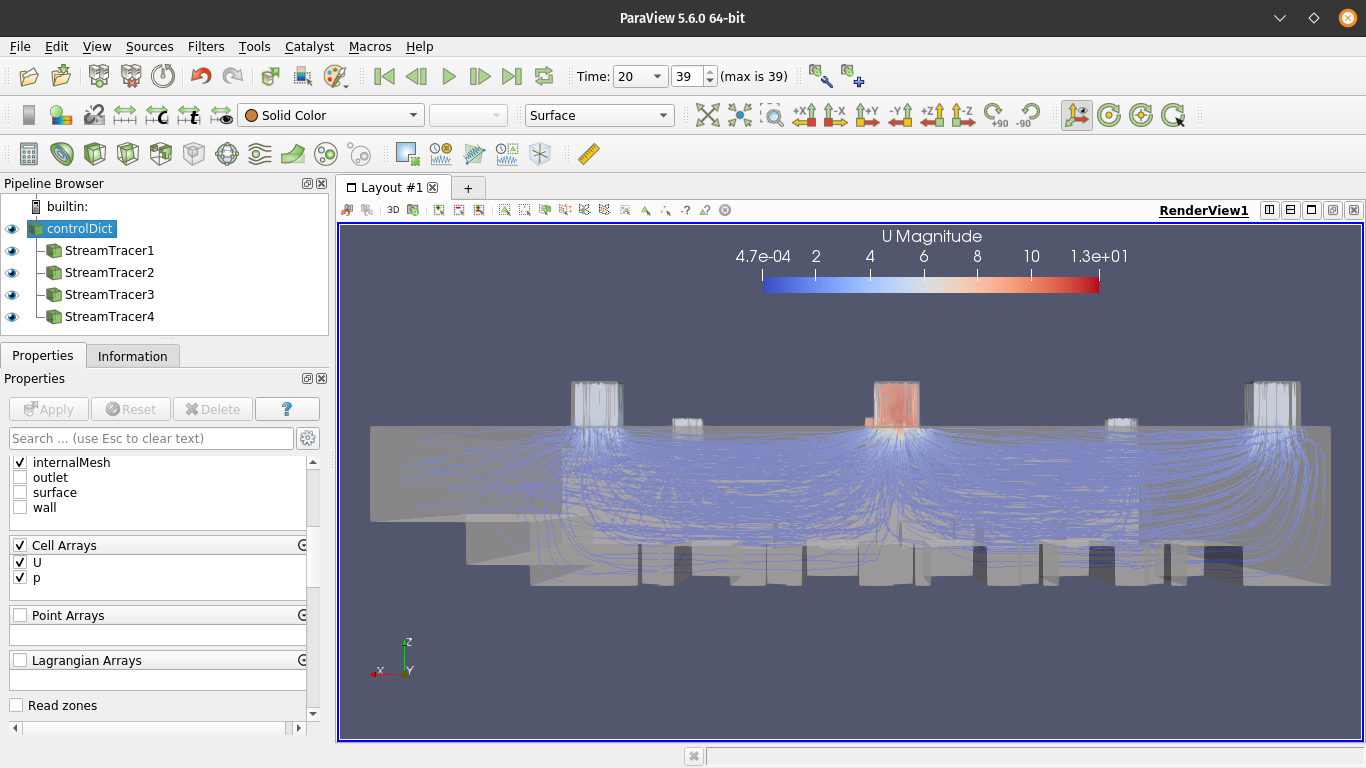 ParaView 5.6.0 64-bit
File Edit View Sources Filters Tools Catalyst Macros Help
Time: 20 39 (max is 39)
Solid Color Surface +X -X +Y -Y +Z -Z +90 -90
Pipeline Browser
builtin:
controlDict
StreamTracer1
StreamTracer2
StreamTracer3
StreamTracer4
Properties Information
Properties
Apply Reset Delete ?
Search ... (use Esc to clear text)
internalMesh
outlet
surface
wall
Cell Arrays
U
p
Point Arrays
Lagrangian Arrays
Read zones
Layout #1 +
3D RenderView1
U Magnitude
4.7e-04 2 4 6 8 10 1.3e+01
Z
X Y